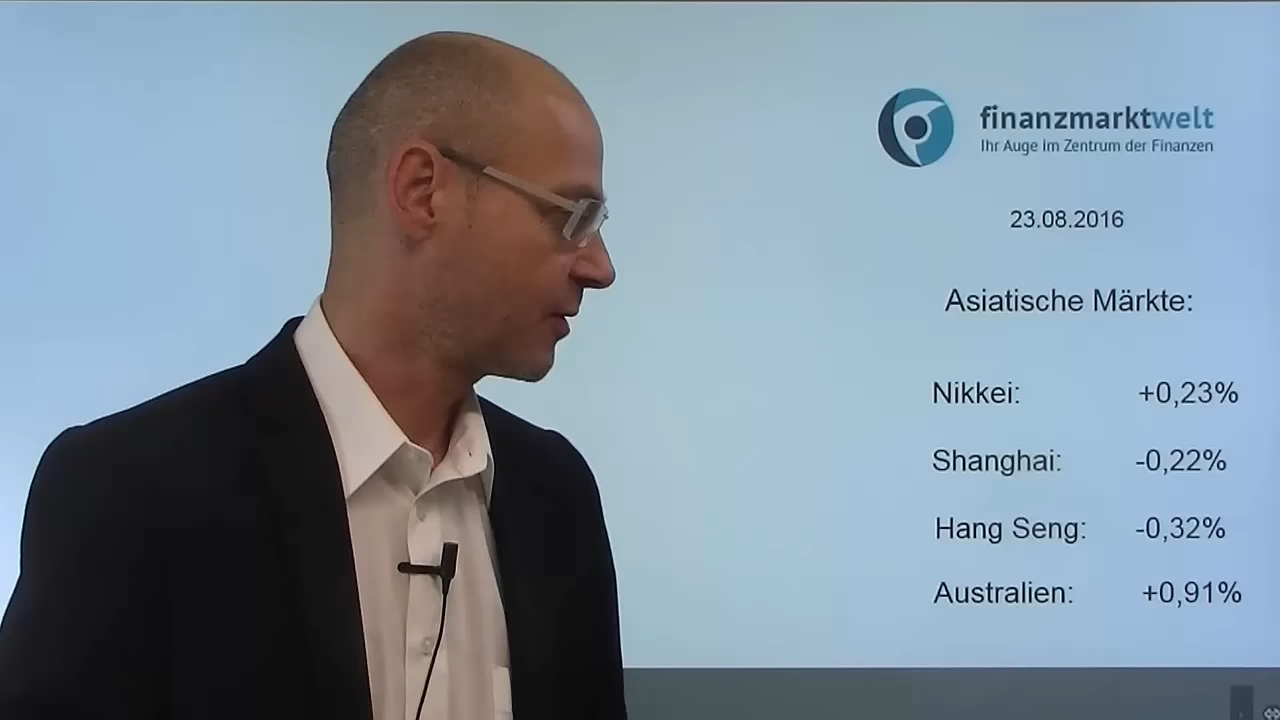 finanzmarktwelt
Ihr Auge im Zentrum der Finanzen
23.08.2016
Asiatische Märkte:
Nikkei: +0,23%
Shanghai: -0,22%
Hang Seng: -0,32%
Australien: +0,91%